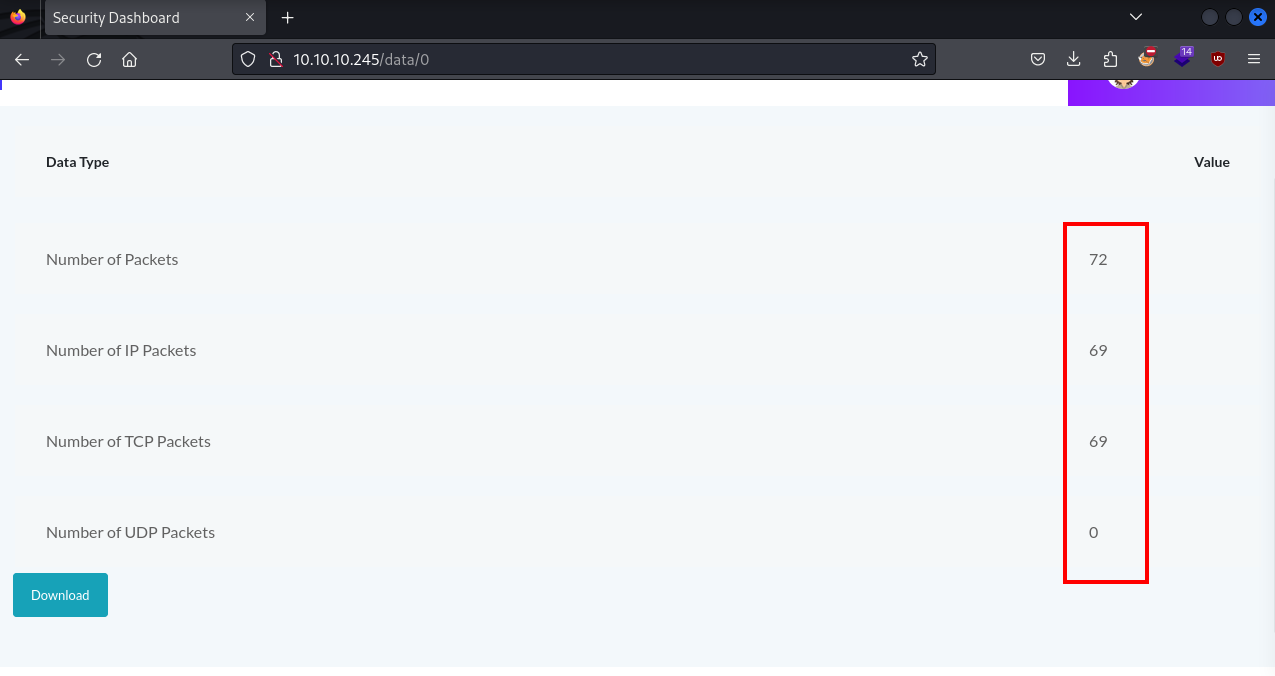 Security Dashboard
10.10.10.245/data/0
14
UD
Data Type Value
Number of Packets 72
Number of IP Packets 69
Number of TCP Packets 69
Number of UDP Packets 0
Download